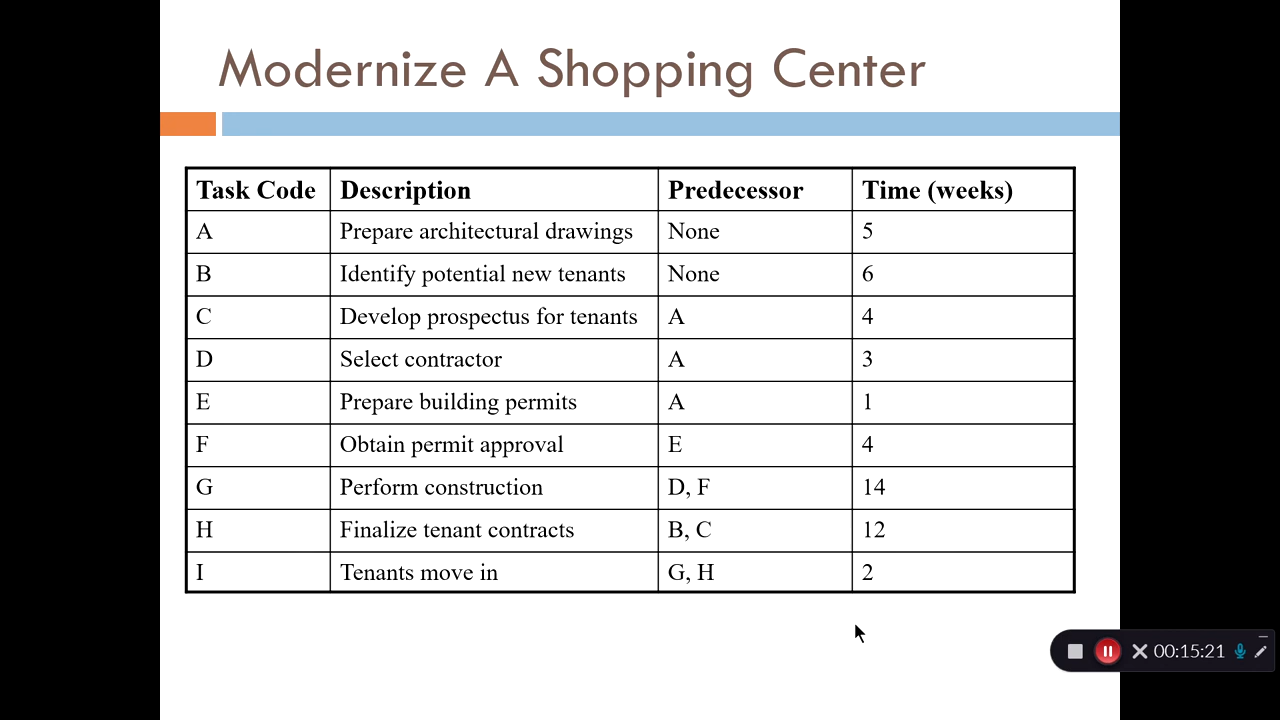 Modernize A Shopping Center
Task Code Description Predecessor Time (weeks)
A Prepare architectural drawings None 5
B Identify potential new tenants None 6
C Develop prospectus for tenants A 4
D Select contractor A 3
E Prepare building permits A 1
F Obtain permit approval E 4
G Perform construction D, F 14
H Finalize tenant contracts B, C 12
I Tenants move in G, H 2
00:15:21